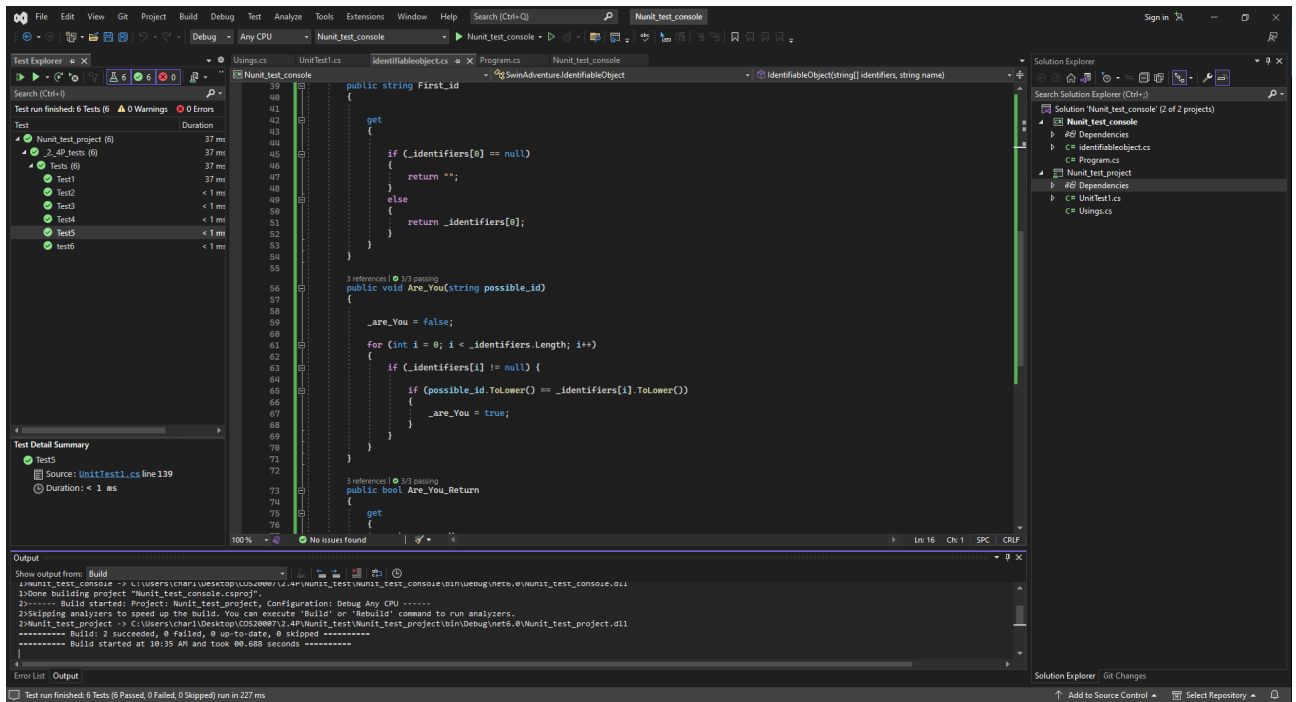 File Edit View Git Project Build Debug Test Analyze Tools Extensions Window Help Search (Ctrl+Q) Nunit_test_console Sign in
Debug Any CPU Nunit_test_console Nunit_test_console
Test Explorer
6 6 0
Search (Ctrl+I)
Test run finished: 6 Tests (6 0 Warnings 0 Errors
Test Duration
Nunit_test_project (6) 37 ms
_2_4P_tests (6) 37 ms
Tests (6) 37 ms
Test1 37 ms
Test2 < 1 ms
Test3 < 1 ms
Test4 < 1 ms
Test5 < 1 ms
test6 < 1 ms
Test Detail Summary
Test5
Source: UnitTest1.cs line 139
Duration: < 1 ms
Usings.cs UnitTest1.cs identifiableobject.cs Program.cs Nunit_test_console
Nunit_test_console SwinAdventure.IdentifiableObject IdentifiableObject(string[] identifiers, string name)
39 public string First_id
40 {
41
42 get
43 {
44
45 if (_identifiers[0] == null)
46 {
47 return "";
48 }
49 else
50 {
51 return _identifiers[0];
52 }
53 }
54 }
55
3 references | 3/3 passing
56 public void Are_You(string possible_id)
57 {
58
59 _are_You = false;
60
61 for (int i = 0; i < _identifiers.Length; i++)
62 {
63 if (_identifiers[i] != null) {
64
65 if (possible_id.ToLower() == _identifiers[i].ToLower())
66 {
67 _are_You = true;
68 }
69 }
70 }
71 }
72
3 references | 3/3 passing
73 public bool Are_You_Return
74 {
75 get
76 {
100 % No issues found Ln: 16 Ch: 1 SPC CRLF
Solution Explorer
Search Solution Explorer (Ctrl+;)
Solution 'Nunit_test_console' (2 of 2 projects)
Nunit_test_console
Dependencies
C# identifiableobject.cs
C# Program.cs
Nunit_test_project
Dependencies
C# UnitTest1.cs
C# Usings.cs
Output
Show output from: Build
1>Nunit_test_console -> C:\Users\charl\Desktop\COS20007\2.4P\Nunit_test\Nunit_test_console\bin\Debug\net6.0\Nunit_test_console.dll
1>Done building project "Nunit_test_console.csproj".
2>------ Build started: Project: Nunit_test_project, Configuration: Debug Any CPU ------
2>Skipping analyzers to speed up the build. You can execute 'Build' or 'Rebuild' command to run analyzers.
2>Nunit_test_project -> C:\Users\charl\Desktop\COS20007\2.4P\Nunit_test\Nunit_test_project\bin\Debug\net6.0\Nunit_test_project.dll
========== Build: 2 succeeded, 0 failed, 0 up-to-date, 0 skipped ==========
========== Build started at 10:35 AM and took 00.688 seconds ==========
Error List Output
Solution Explorer Git Changes
Test run finished: 6 Tests (6 Passed, 0 Failed, 0 Skipped) run in 227 ms Add to Source Control Select Repository